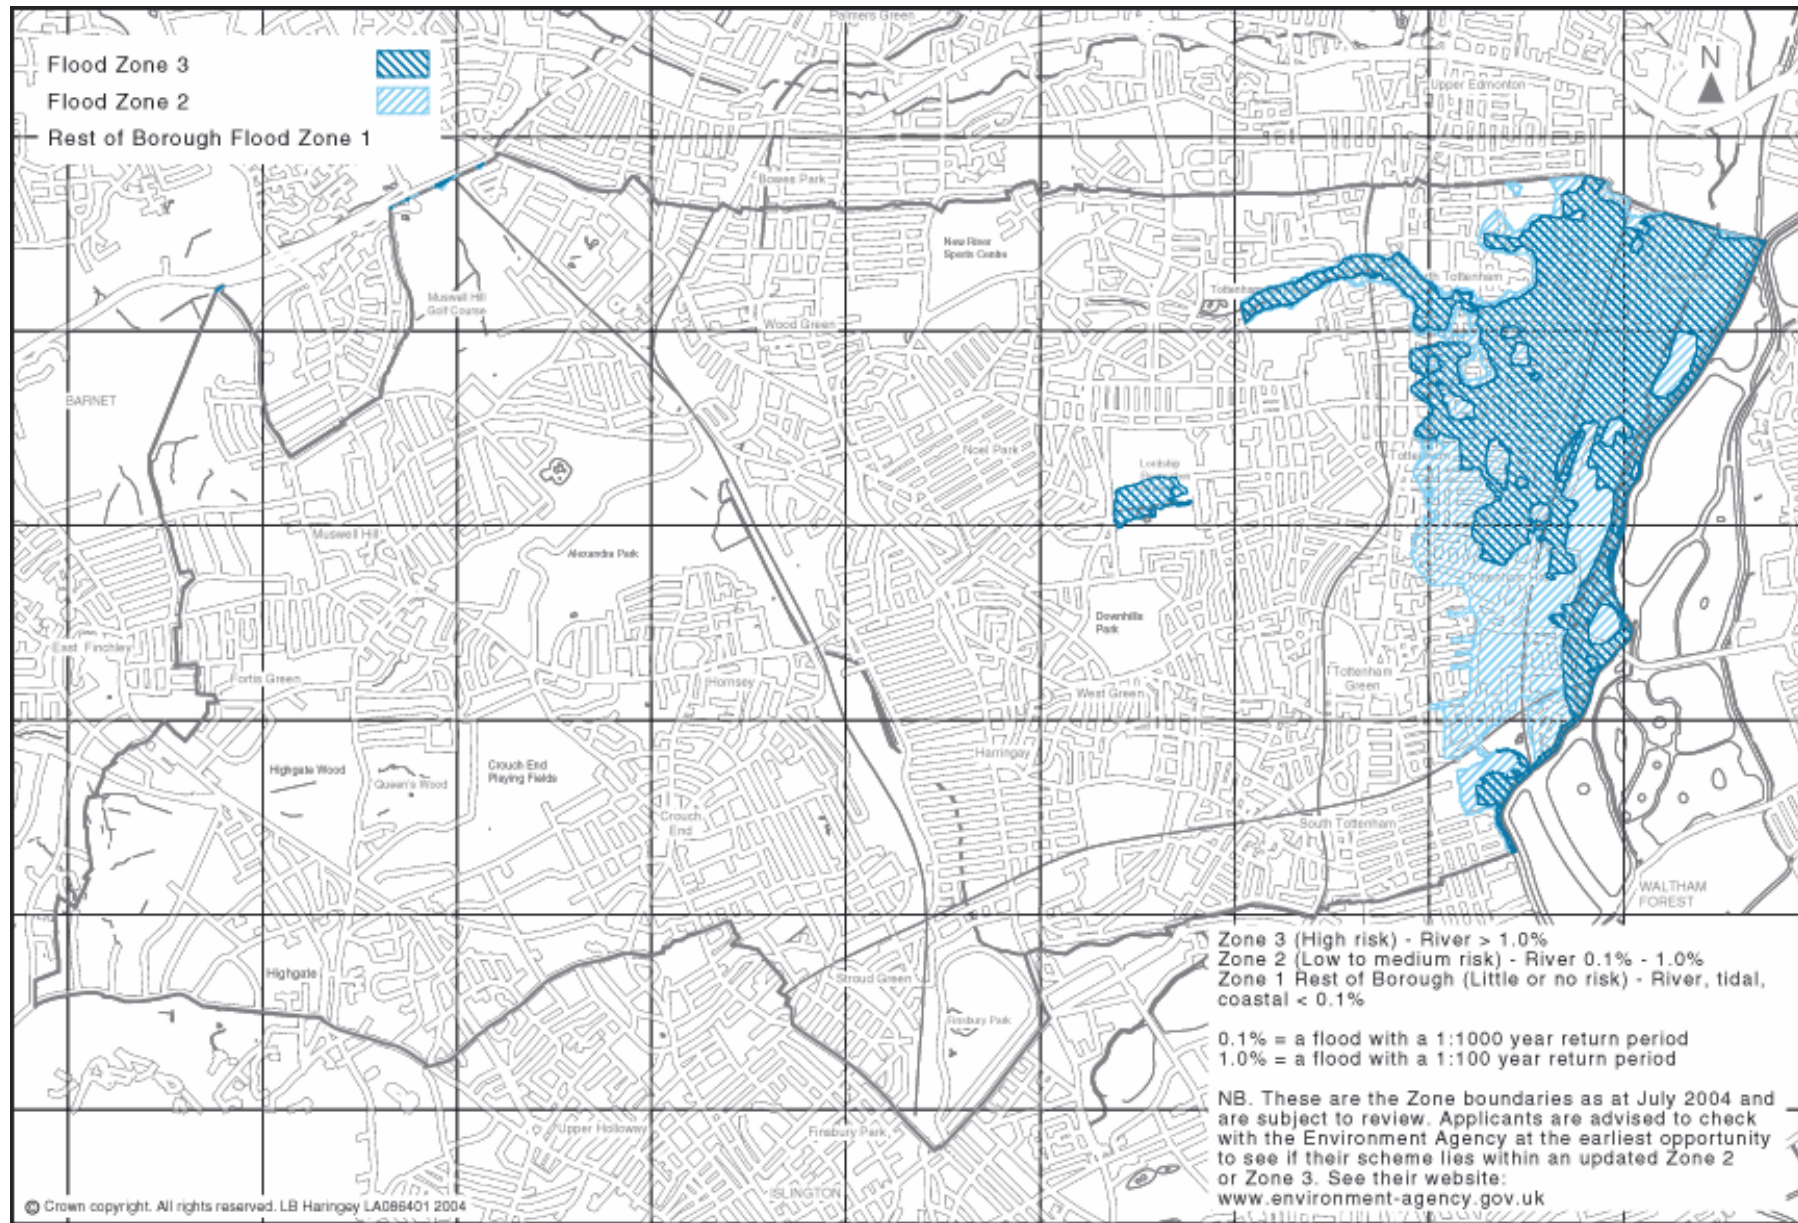 Palmers Green
Flood Zone 3
Flood Zone 2
Rest of Borough Flood Zone 1
N
Upper Edmonton
Bowes Park
New River
Sports Centre
Tottenham
Tottenham
Muswell Hill
Golf Course
Wood Green
BARNET
Noel Park
Lordship
Muswell Hill
Alexandra Park
Tottenham
Downhills
Park
East Finchley
Fortis Green
Hornsey
West Green
Tottenham
Green
Harringay
Highgate Wood
Queen's Wood
Crouch End
Playing Fields
Crouch
End
South Tottenham
WALTHAM
FOREST
Highgate
Stroud Green
Finsbury Park
Zone 3 (High risk) - River > 1.0%
Zone 2 (Low to medium risk) - River 0.1% - 1.0%
Zone 1 Rest of Borough (Little or no risk) - River, tidal,
coastal < 0.1%
0.1% = a flood with a 1:1000 year return period
1.0% = a flood with a 1:100 year return period
NB. These are the Zone boundaries as at July 2004 and
are subject to review. Applicants are advised to check
with the Environment Agency at the earliest opportunity
to see if their scheme lies within an updated Zone 2
or Zone 3. See their website:
www.environment-agency.gov.uk
Upper Holloway
Finsbury Park
ISLINGTON
© Crown copyright. All rights reserved. LB Haringey LA086401 2004